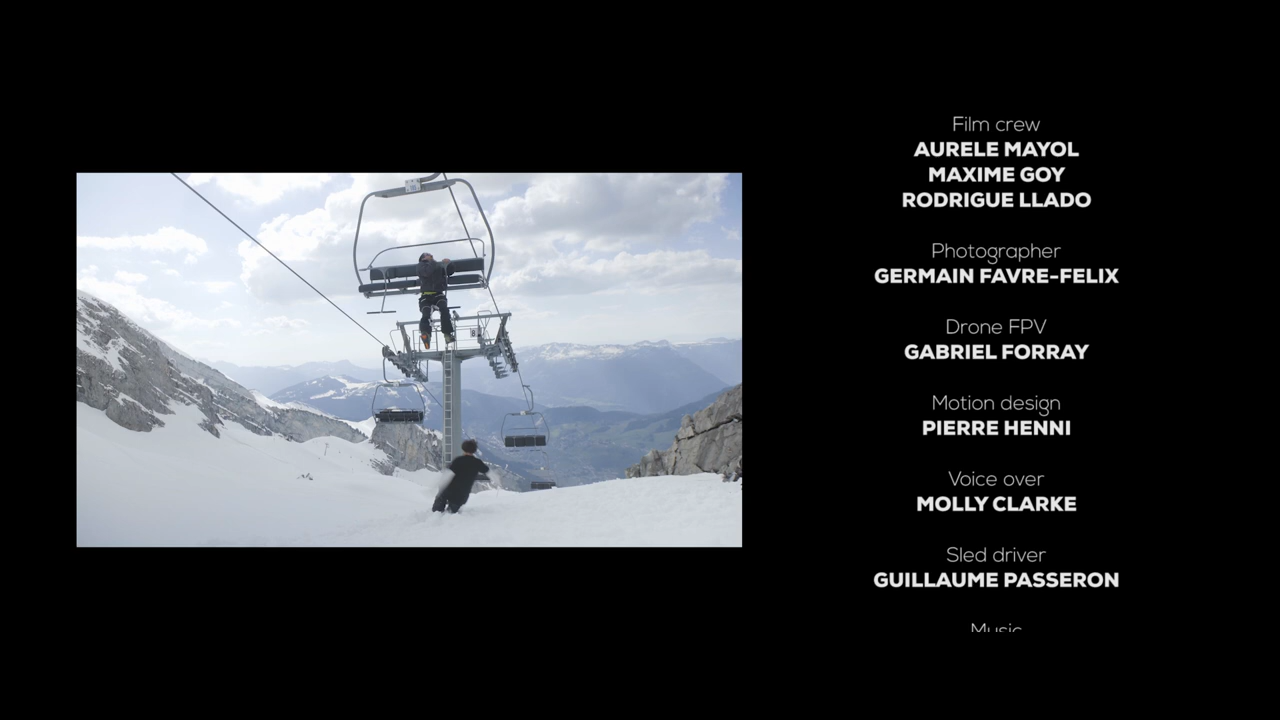 Film crew
AURELE MAYOL
MAXIME GOY
RODRIGUE LLADO
Photographer
GERMAIN FAVRE-FELIX
Drone FPV
GABRIEL FORRAY
Motion design
PIERRE HENNI
Voice over
MOLLY CLARKE
Sled driver
GUILLAUME PASSERON
Music